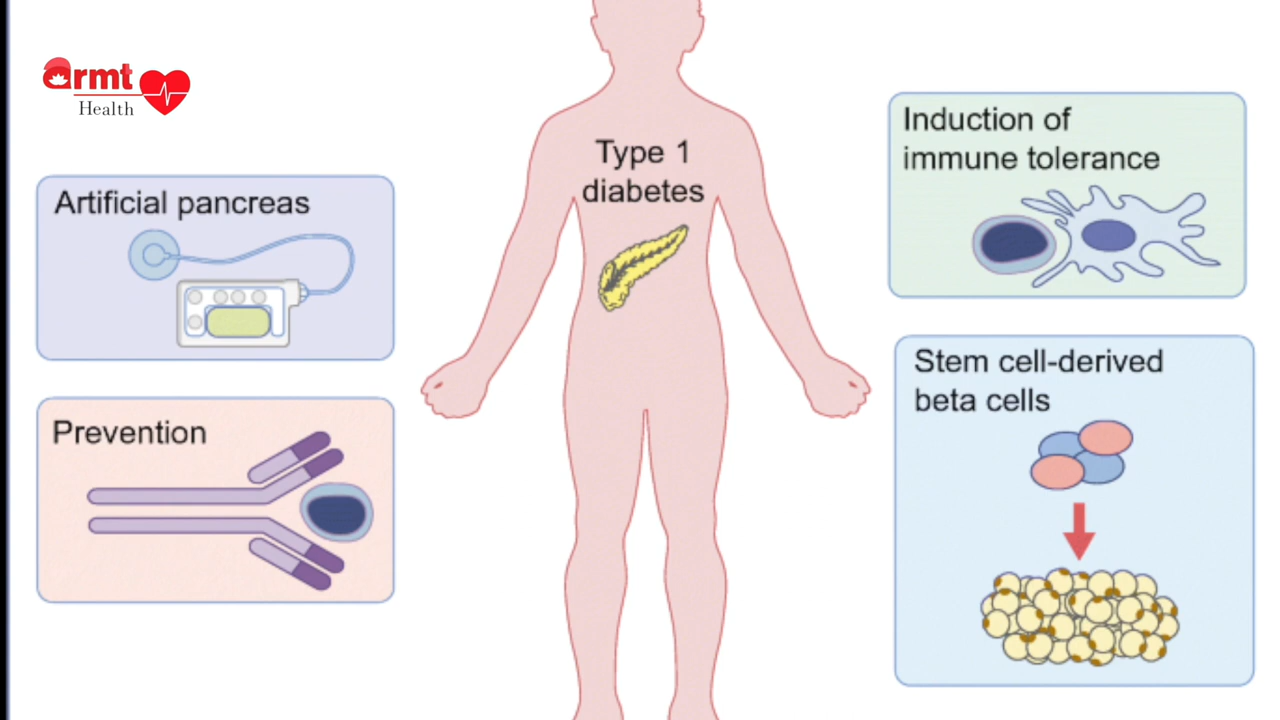 armt
Health
Type 1
diabetes
Artificial pancreas
Prevention
Induction of
immune tolerance
Stem cell-derived
beta cells